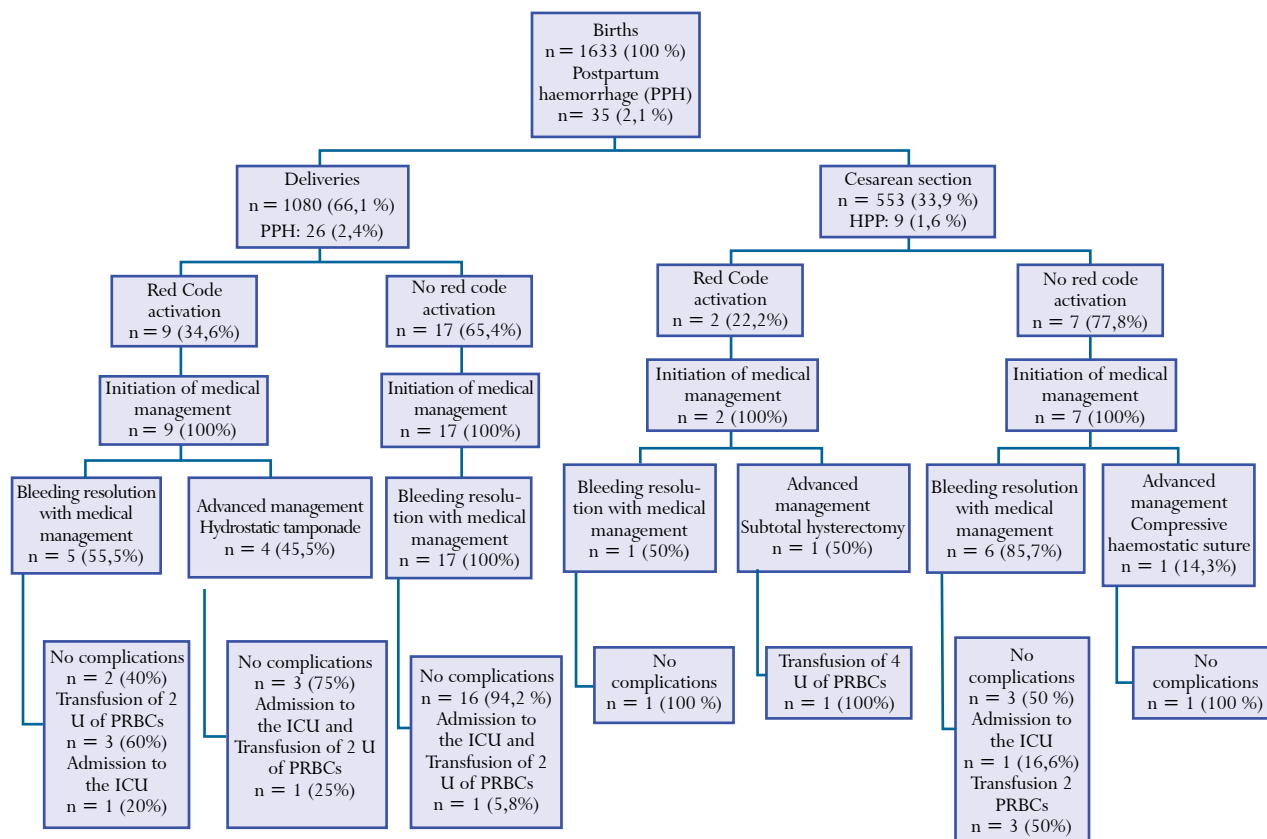 Births
n = 1633 (100 %)
Postpartum
haemorrhage (PPH)
n= 35 (2,1 %)
Deliveries
n = 1080 (66,1 %)
PPH: 26 (2,4%)
Cesarean section
n = 553 (33,9 %)
HPP: 9 (1,6 %)
Red Code
activation
n = 9 (34,6%)
No red code
activation
n = 17 (65,4%)
Red Code
activation
n = 2 (22,2%)
No red code
activation
n = 7 (77,8%)
Initiation of medical
management
n = 9 (100%)
Initiation of medical
management
n = 17 (100%)
Initiation of medical
management
n = 2 (100%)
Initiation of medical
management
n = 7 (100%)
Bleeding resolution
with medical
management
n = 5 (55,5%)
Advanced management
Hydrostatic tamponade
n = 4 (45,5%)
Bleeding resolu-
tion with medical
management
n = 17 (100%)
Bleeding resolu-
tion with medical
management
n = 1 (50%)
Advanced
management
Subtotal hysterectomy
n = 1 (50%)
Bleeding resolution
with medical
management
n = 6 (85,7%)
Advanced
management
Compressive
haemostatic suture
n = 1 (14,3%)
No complications
n = 2 (40%)
Transfusion of 2
U of PRBCs
n = 3 (60%)
Admission to
the ICU
n = 1 (20%)
No complications
n = 3 (75%)
Admission to
the ICU and
Transfusion of 2 U
of PRBCs
n = 1 (25%)
No complications
n = 16 (94,2 %)
Admission to
the ICU and
Transfusion of 2
U of PRBCs
n = 1 (5,8%)
No
complications
n = 1 (100 %)
Transfusion of 4
U of PRBCs
n = 1 (100%)
No
complications
n = 3 (50 %)
Admission to
the ICU
n = 1 (16,6%)
Transfusion 2
PRBCs
n = 3 (50%)
No
complications
n = 1 (100 %)